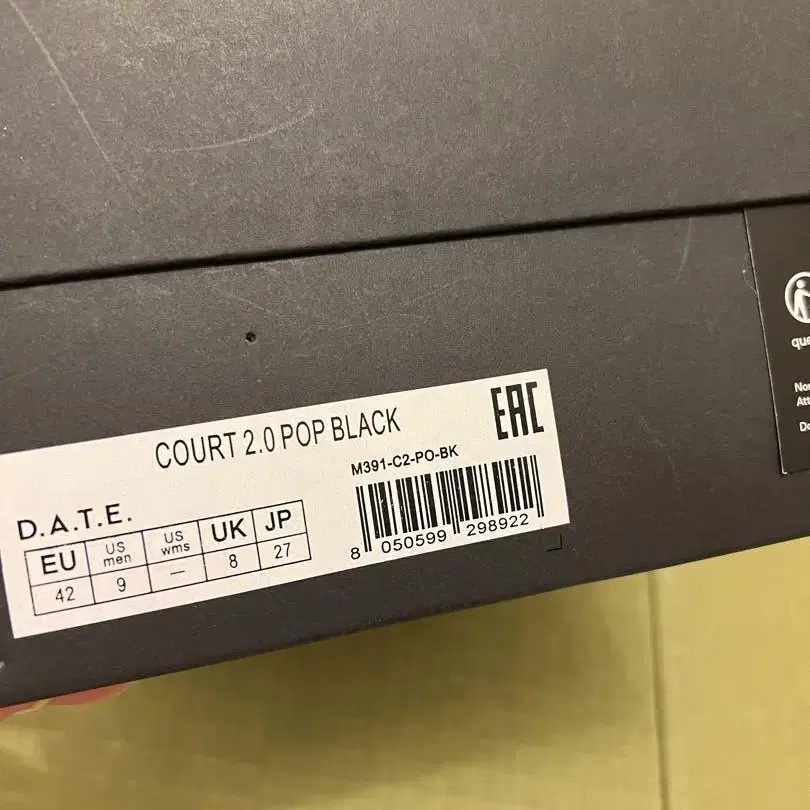 COURT 2.0 POP BLACK
EAC
M391-C2-PO-BK
D.A.T.E.
EU US men US wms UK JP
42 9 — 8 27
8 050599 298922